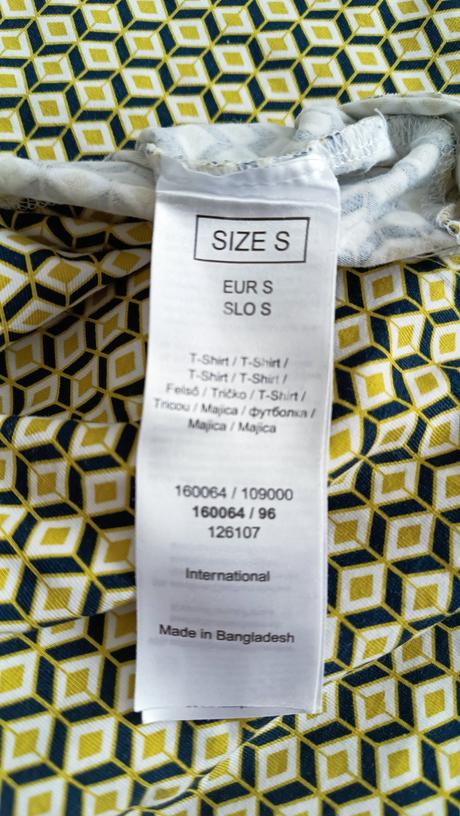 SIZE S
EUR S
SLO S
T-Shirt / T-Shirt /
T-Shirt / T-Shirt /
Felső / Tričko / T-Shirt /
Tricou / Majica / футболка /
Majica / Majica
160064 / 109000
160064 / 96
126107
International
Made in Bangladesh